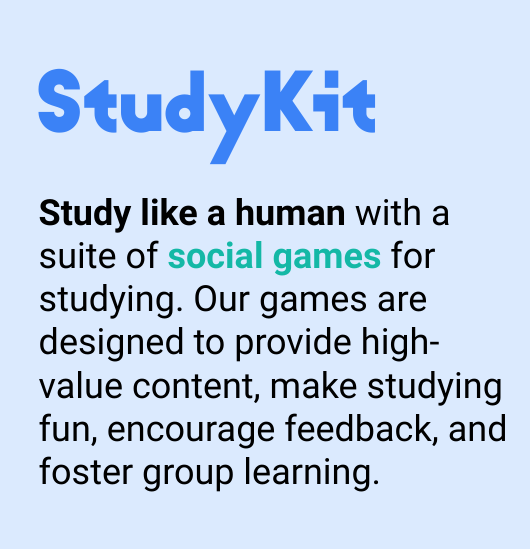 StudyKit
Study like a human with a
suite of social games for
studying. Our games are
designed to provide high-
value content, make studying
fun, encourage feedback, and
foster group learning.